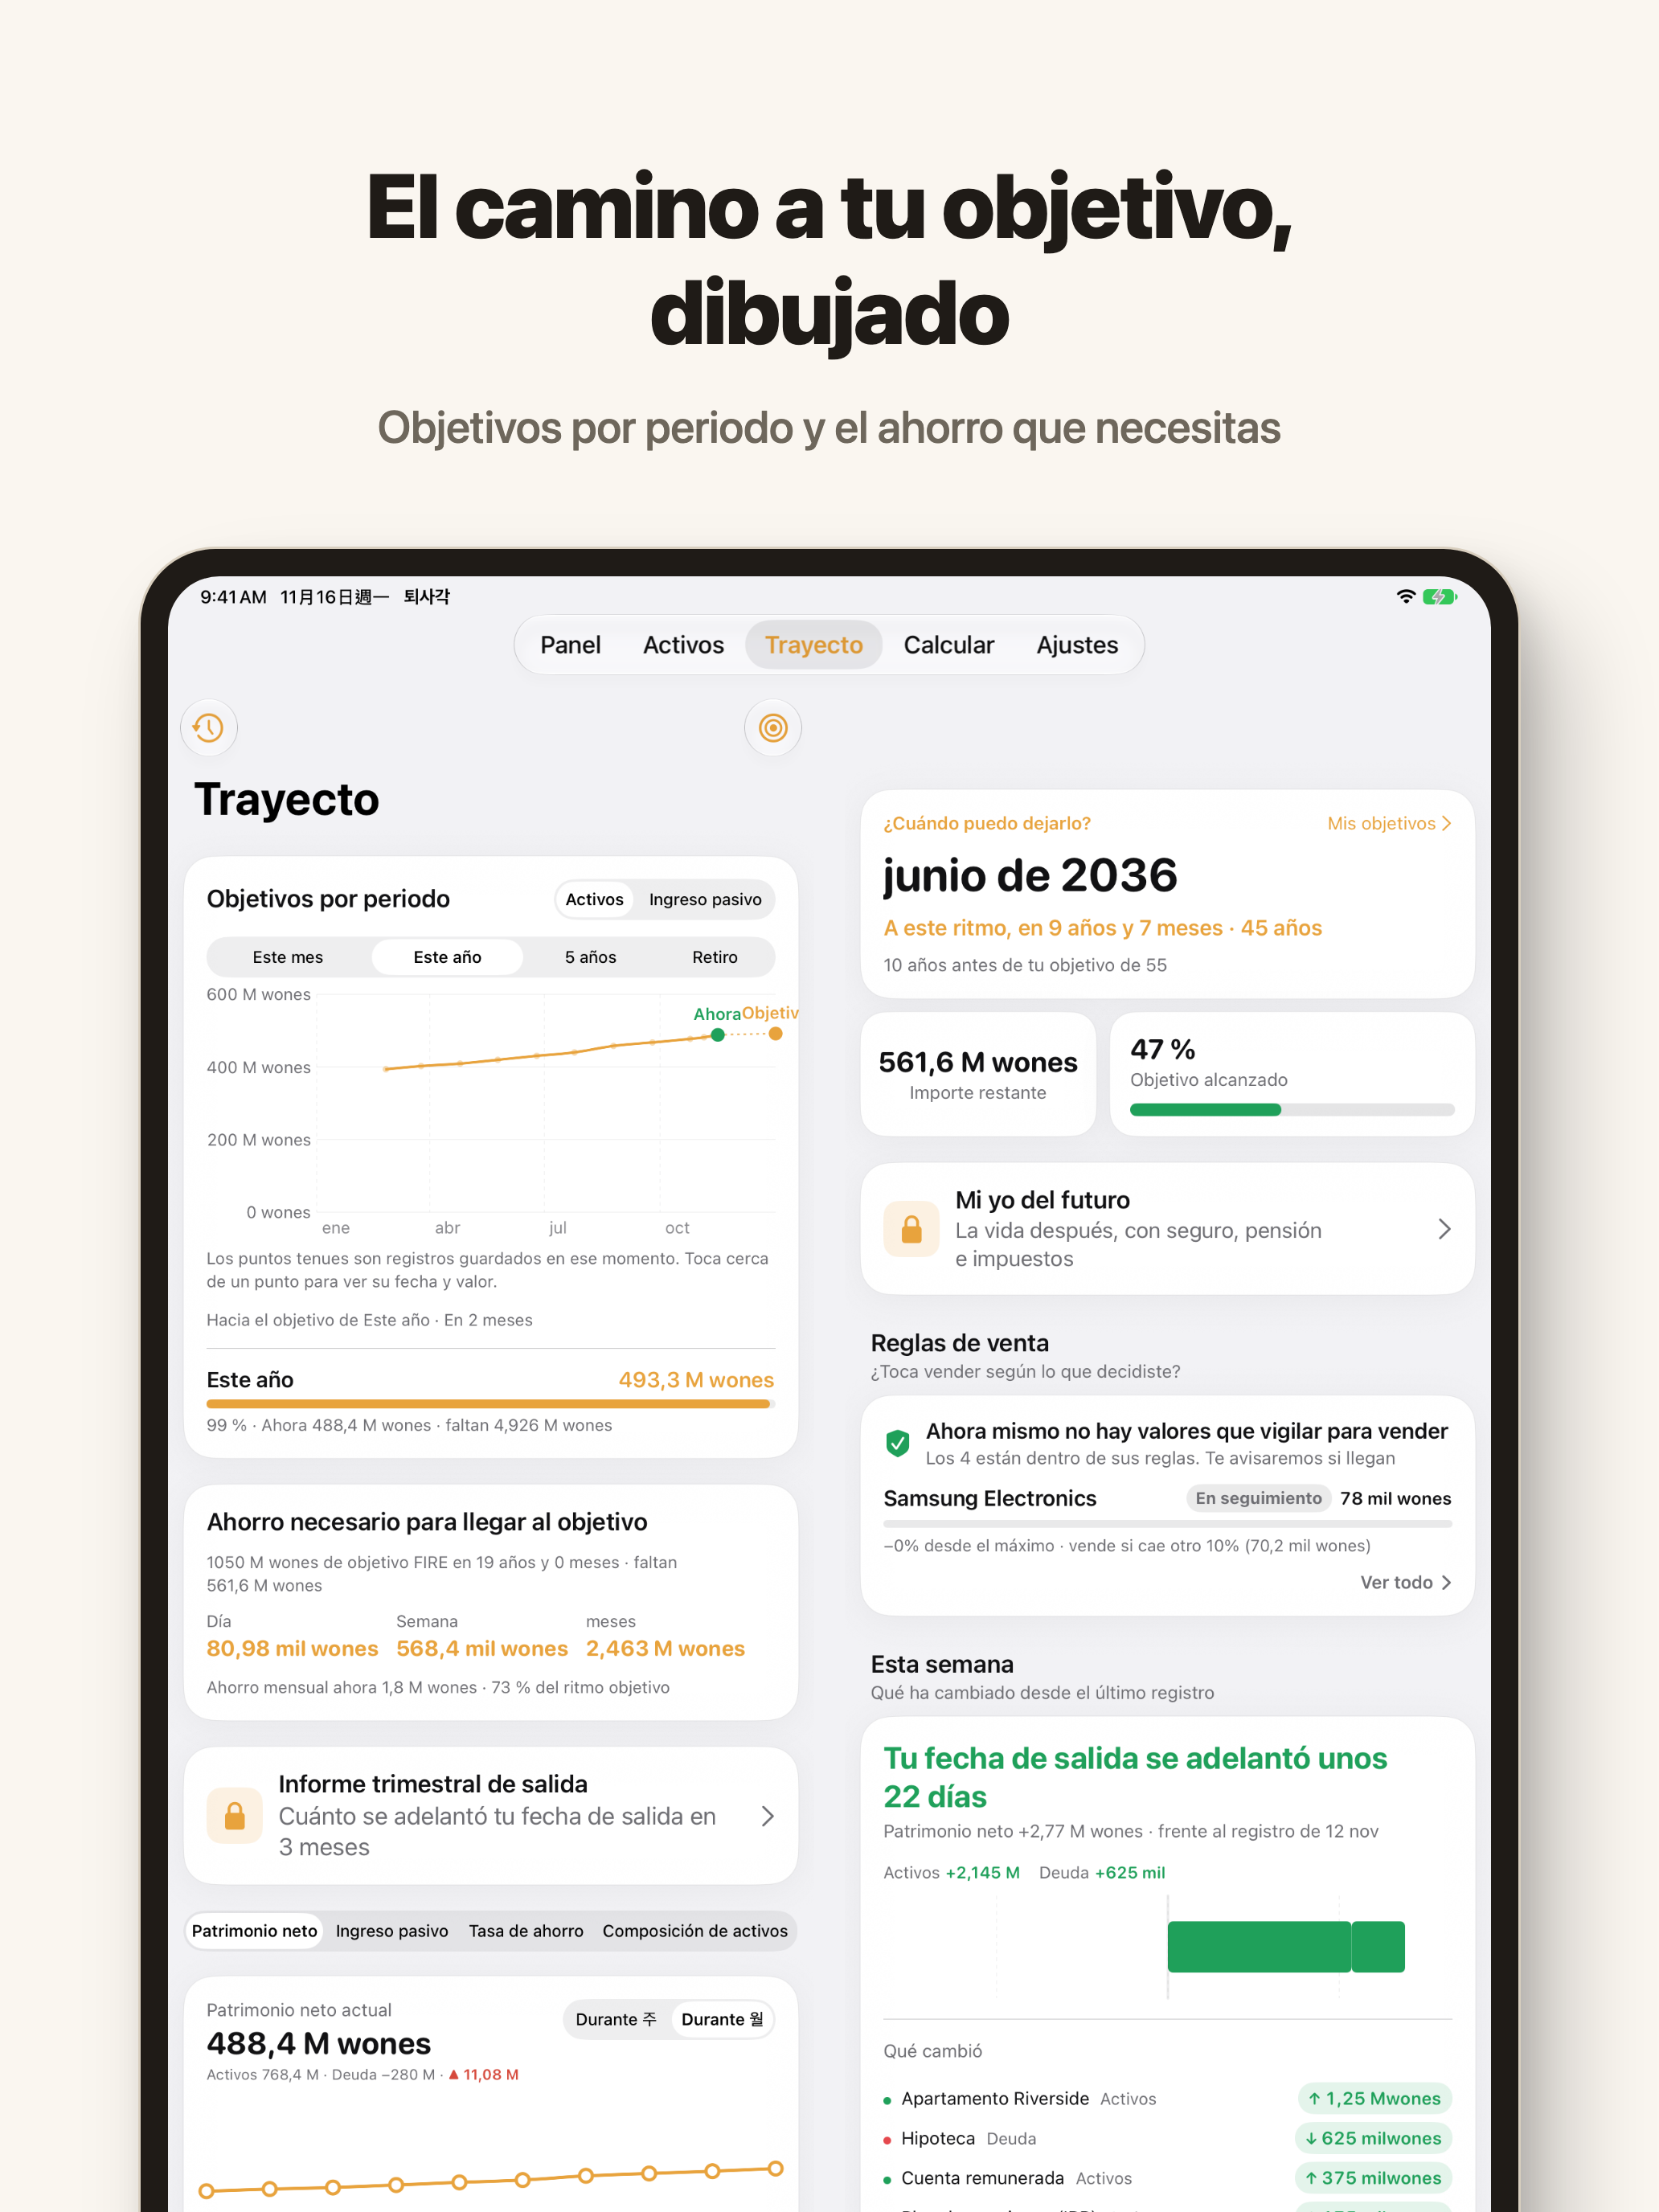 El camino a tu objetivo,
dibujado
Objetivos por periodo y el ahorro que necesitas
9:41 AM 11月16日週一 퇴사각
Panel Activos Trayecto Calcular Ajustes
Trayecto
Objetivos por periodo Activos Ingreso pasivo
Este mes Este año 5 años Retiro
600 M wones
AhoraObjetiv
400 M wones
200 M wones
0 wones
ene abr jul oct
Los puntos tenues son registros guardados en ese momento. Toca cerca
de un punto para ver su fecha y valor.
Hacia el objetivo de Este año · En 2 meses
Este año 493,3 M wones
99 % · Ahora 488,4 M wones · faltan 4,926 M wones
Ahorro necesario para llegar al objetivo
1050 M wones de objetivo FIRE en 19 años y 0 meses · faltan
561,6 M wones
Día Semana meses
80,98 mil wones 568,4 mil wones 2,463 M wones
Ahorro mensual ahora 1,8 M wones · 73 % del ritmo objetivo
Informe trimestral de salida
Cuánto se adelantó tu fecha de salida en
3 meses
Patrimonio neto Ingreso pasivo Tasa de ahorro Composición de activos
Patrimonio neto actual
Durante 주 Durante 월
488,4 M wones
Activos 768,4 M · Deuda −280 M · ▲ 11,08 M
¿Cuándo puedo dejarlo? Mis objetivos
junio de 2036
A este ritmo, en 9 años y 7 meses · 45 años
10 años antes de tu objetivo de 55
561,6 M wones
Importe restante
47 %
Objetivo alcanzado
Mi yo del futuro
La vida después, con seguro, pensión
e impuestos
Reglas de venta
¿Toca vender según lo que decidiste?
Ahora mismo no hay valores que vigilar para vender
Los 4 están dentro de sus reglas. Te avisaremos si llegan
Samsung Electronics En seguimiento 78 mil wones
−0% desde el máximo · vende si cae otro 10% (70,2 mil wones)
Ver todo
Esta semana
Qué ha cambiado desde el último registro
Tu fecha de salida se adelantó unos
22 días
Patrimonio neto +2,77 M wones · frente al registro de 12 nov
Activos +2,145 M Deuda +625 mil
Qué cambió
Apartamento Riverside Activos ↑ 1,25 Mwones
Hipoteca Deuda ↓ 625 milwones
Cuenta remunerada Activos ↑ 375 milwones